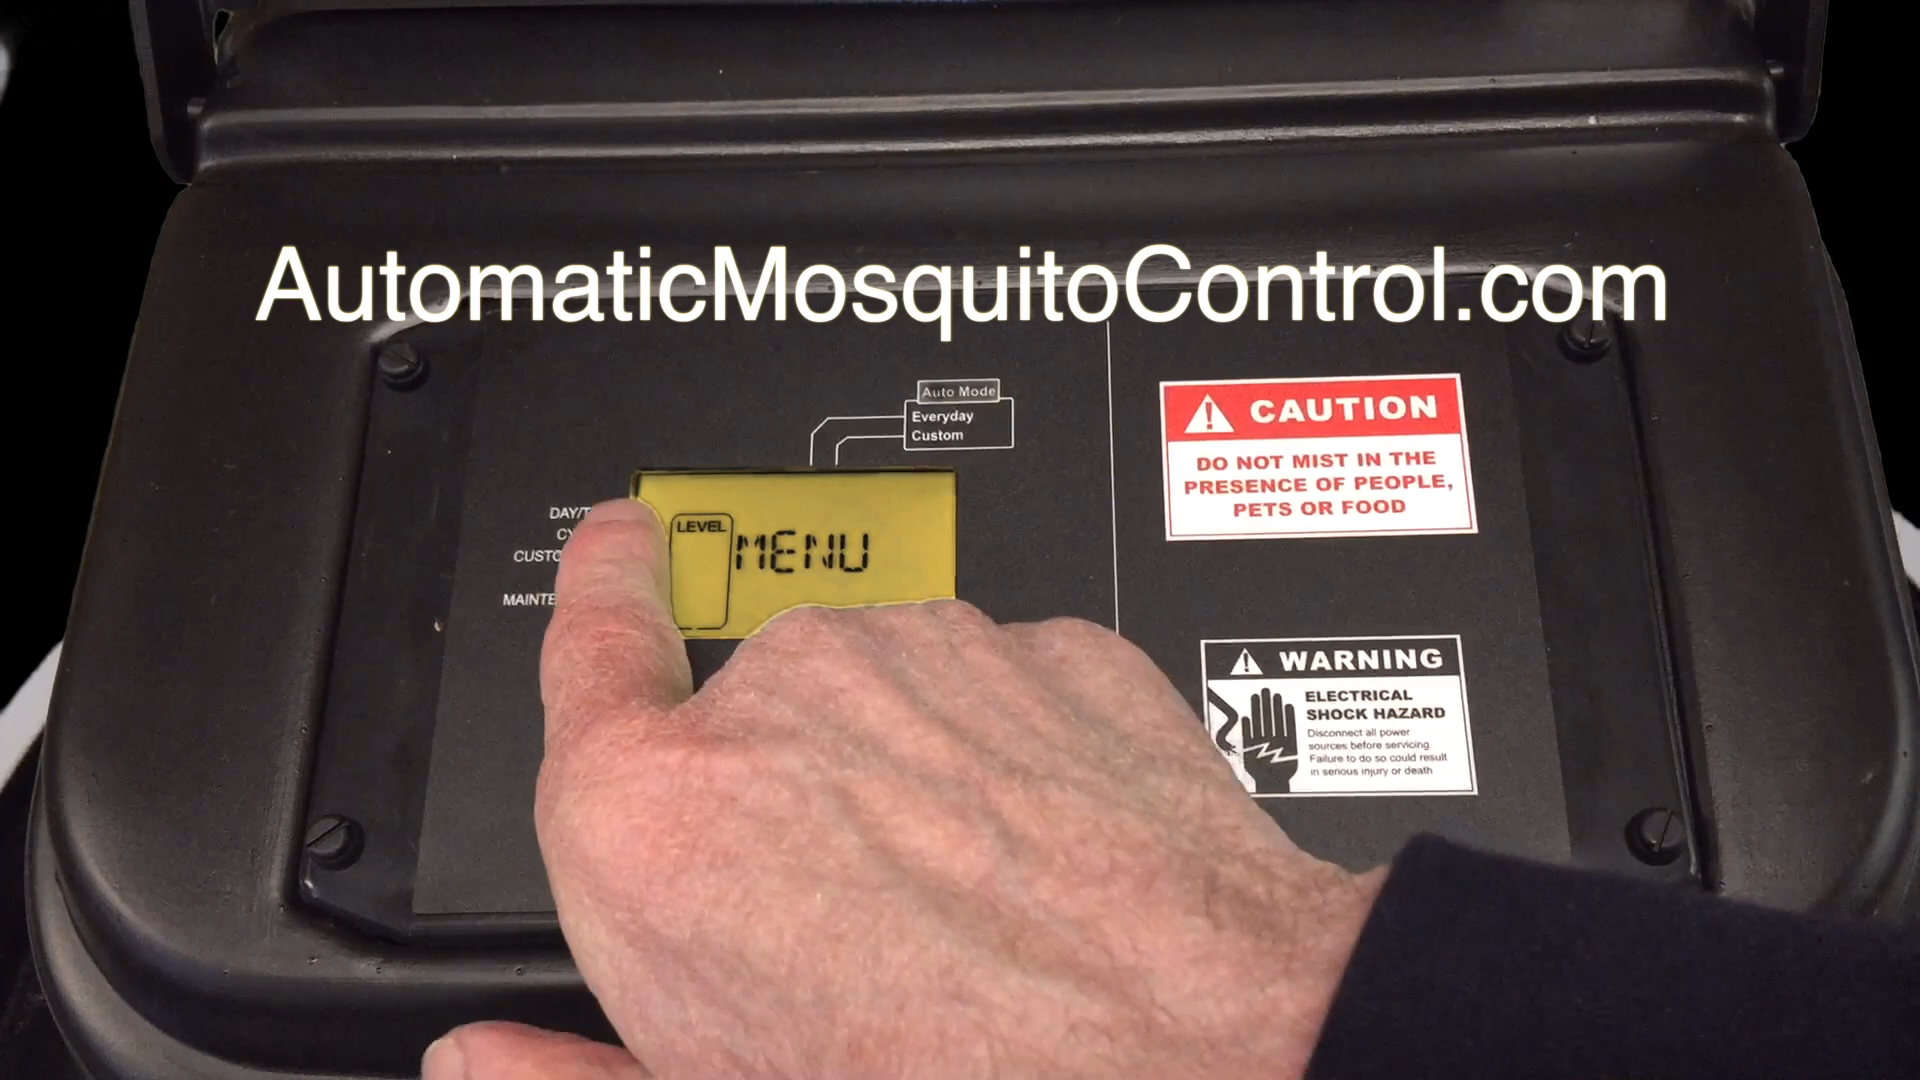 AutomaticMosquitoControl.com
Auto Mode
Everyday
Custom
LEVEL
MENU
CAUTION
DO NOT MIST IN THE
PRESENCE OF PEOPLE,
PETS OR FOOD
WARNING
ELECTRICAL
SHOCK HAZARD
Disconnect all power
sources before servicing
Failure to do so could result
in serious injury or death